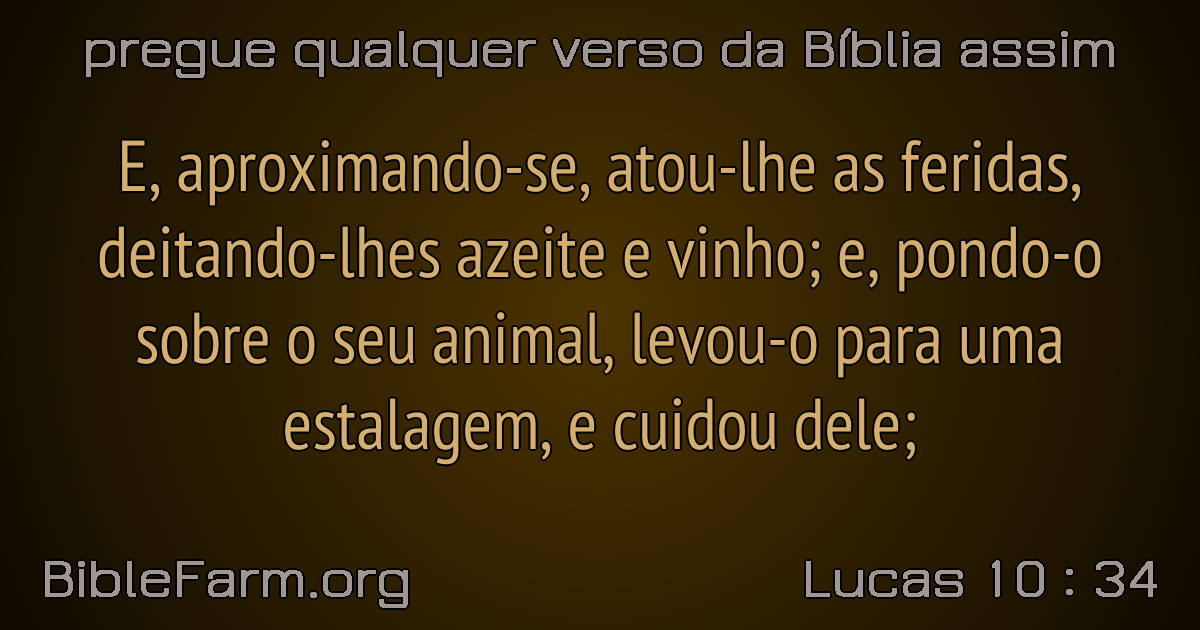 pregue qualquer verso da Bíblia assim
E, aproximando-se, atou-lhe as feridas,
deitando-lhes azeite e vinho; e, pondo-o
sobre o seu animal, levou-o para uma
estalagem, e cuidou dele;
BibleFarm.org
Lucas 10 : 34